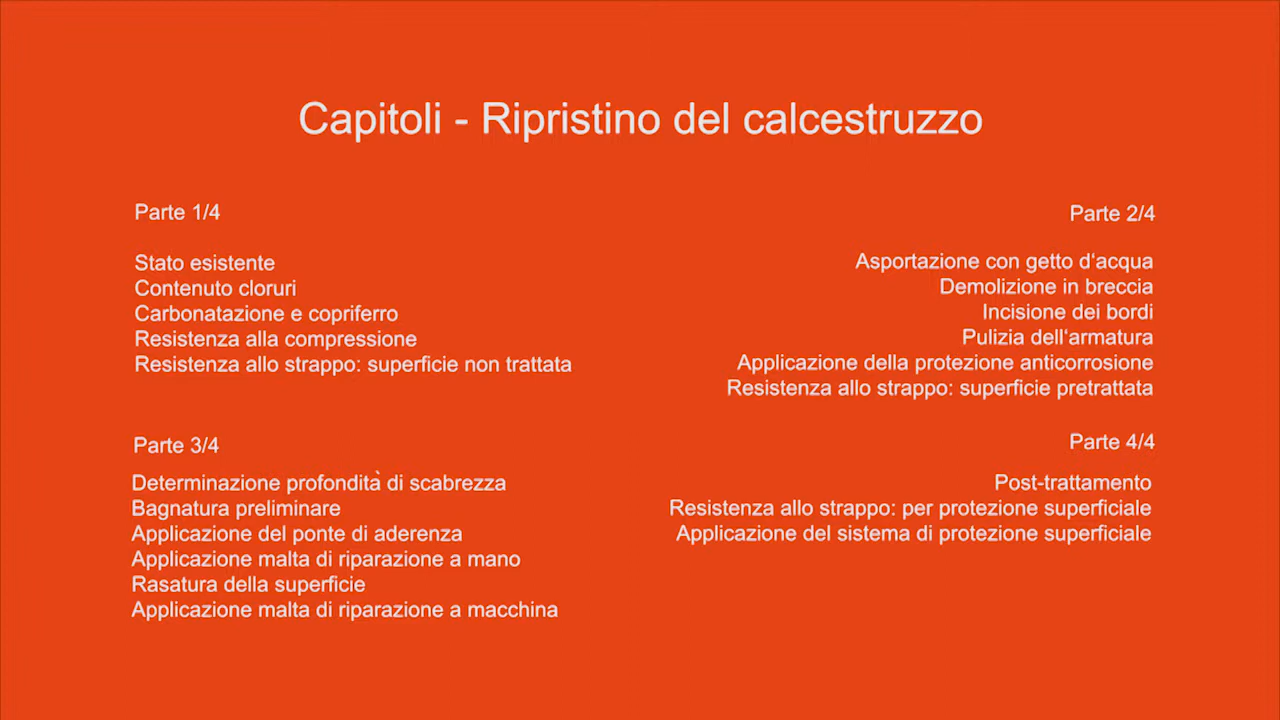 Capitoli - Ripristino del calcestruzzo
Parte 1/4
Stato esistente
Contenuto cloruri
Carbonatazione e copriferro
Resistenza alla compressione
Resistenza allo strappo: superficie non trattata
Parte 2/4
Asportazione con getto d‘acqua
Demolizione in breccia
Incisione dei bordi
Pulizia dell‘armatura
Applicazione della protezione anticorrosione
Resistenza allo strappo: superficie pretrattata
Parte 3/4
Determinazione profondità di scabrezza
Bagnatura preliminare
Applicazione del ponte di aderenza
Applicazione malta di riparazione a mano
Rasatura della superficie
Applicazione malta di riparazione a macchina
Parte 4/4
Post-trattamento
Resistenza allo strappo: per protezione superficiale
Applicazione del sistema di protezione superficiale